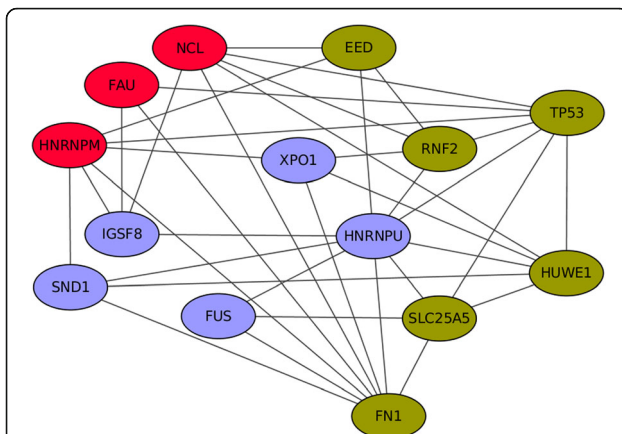 NCL
EED
FAU
TP53
HNRNPM
XPO1
RNF2
IGSF8
HNRNPU
SND1
HUWE1
FUS
SLC25A5
FN1